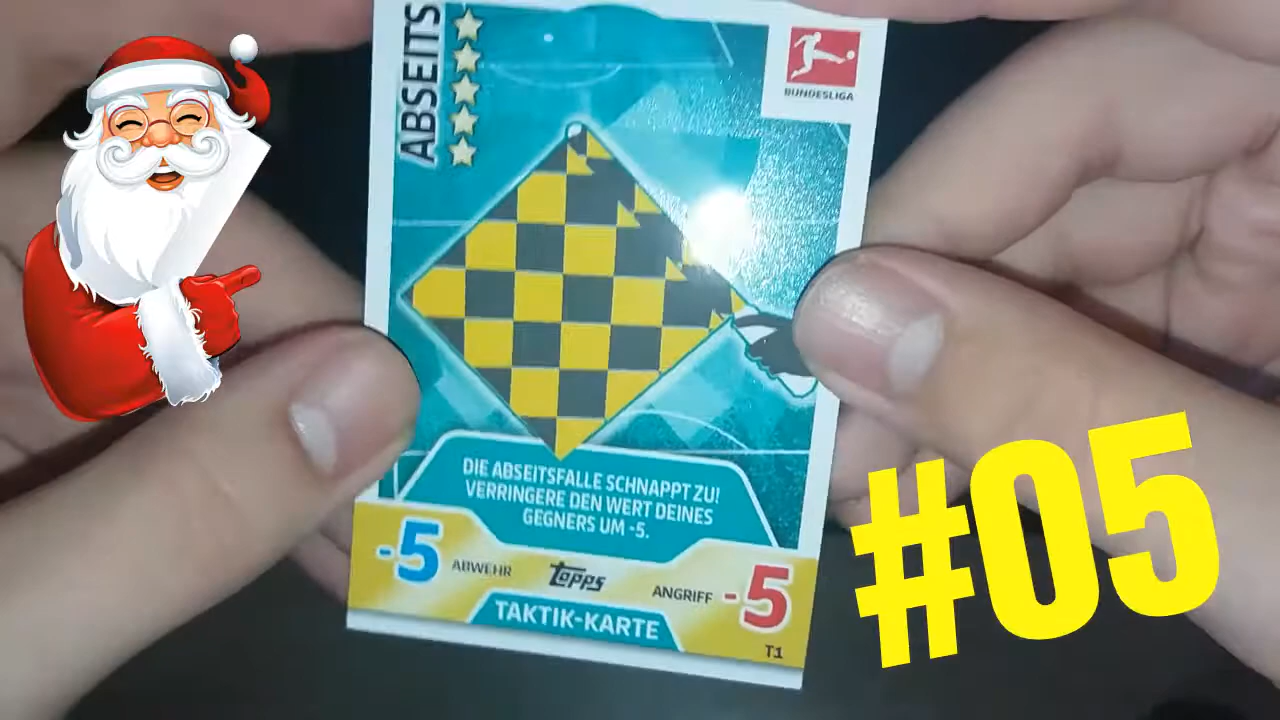 ABSEITS
BUNDESLIGA
DIE ABSEITSFALLE SCHNAPPT ZU!
VERRINGERE DEN WERT DEINES
GEGNERS UM -5.
-5 ABWEHR Topps ANGRIFF -5
TAKTIK-KARTE
T1
#05